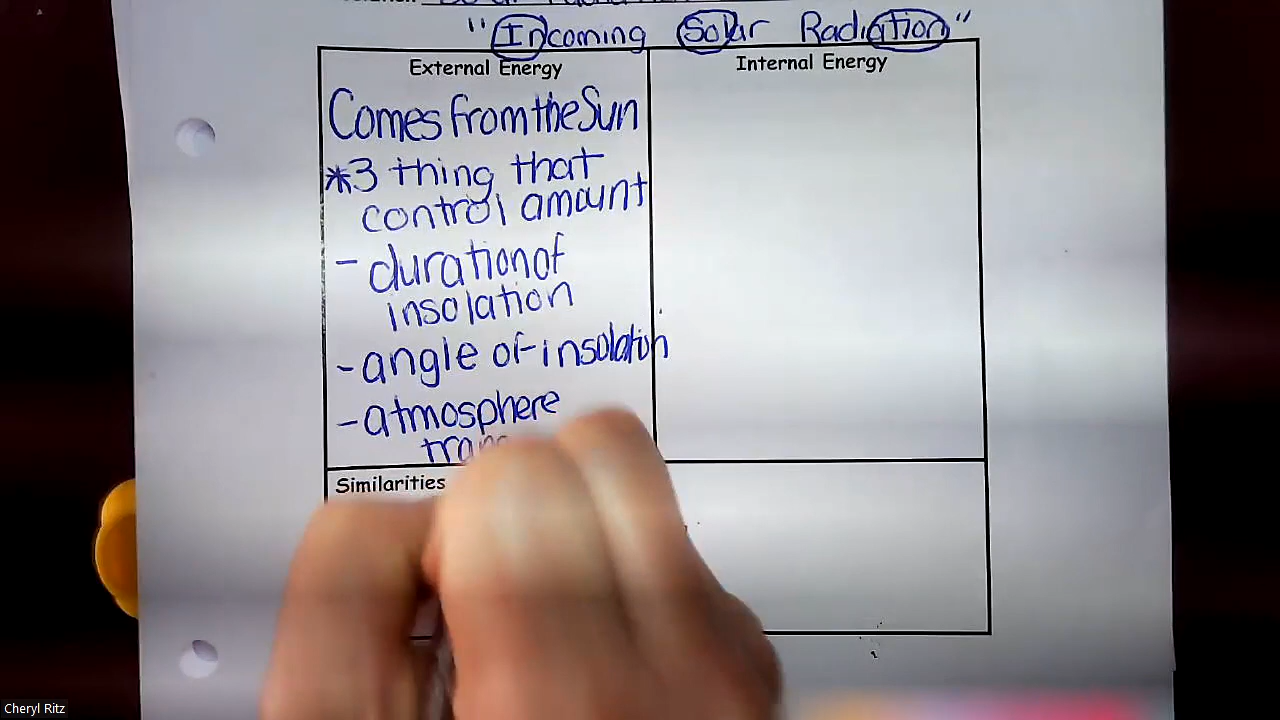 "Incoming Solar Radiation"
External Energy
Comes from the Sun
*3 thing that
control amount
- duration of
insolation
- angle of insolation
- atmosphere
Similarities
Internal Energy
Cheryl Ritz